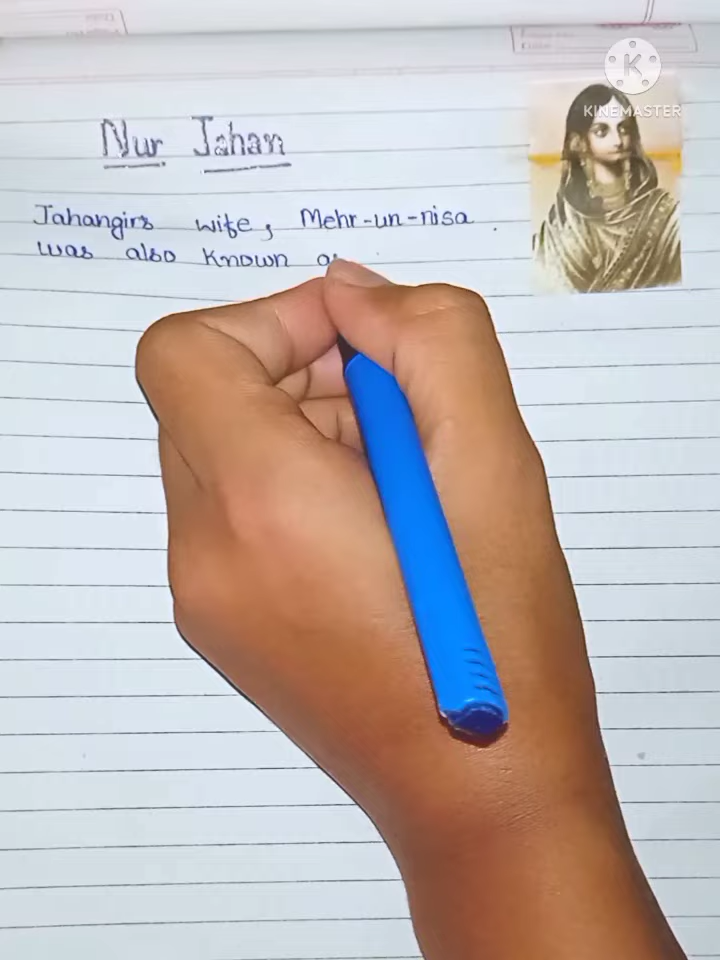 KINEMASTER
Nur Jahan
Jahangirs wife, Mehr-un-nisa
was also known